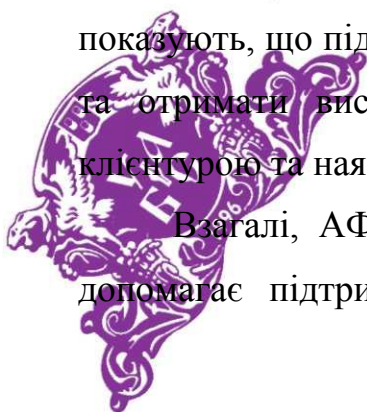 показують, що під
та отримати вис
клієнтурою та ная
Взагалі, АФ
допомагає підтри